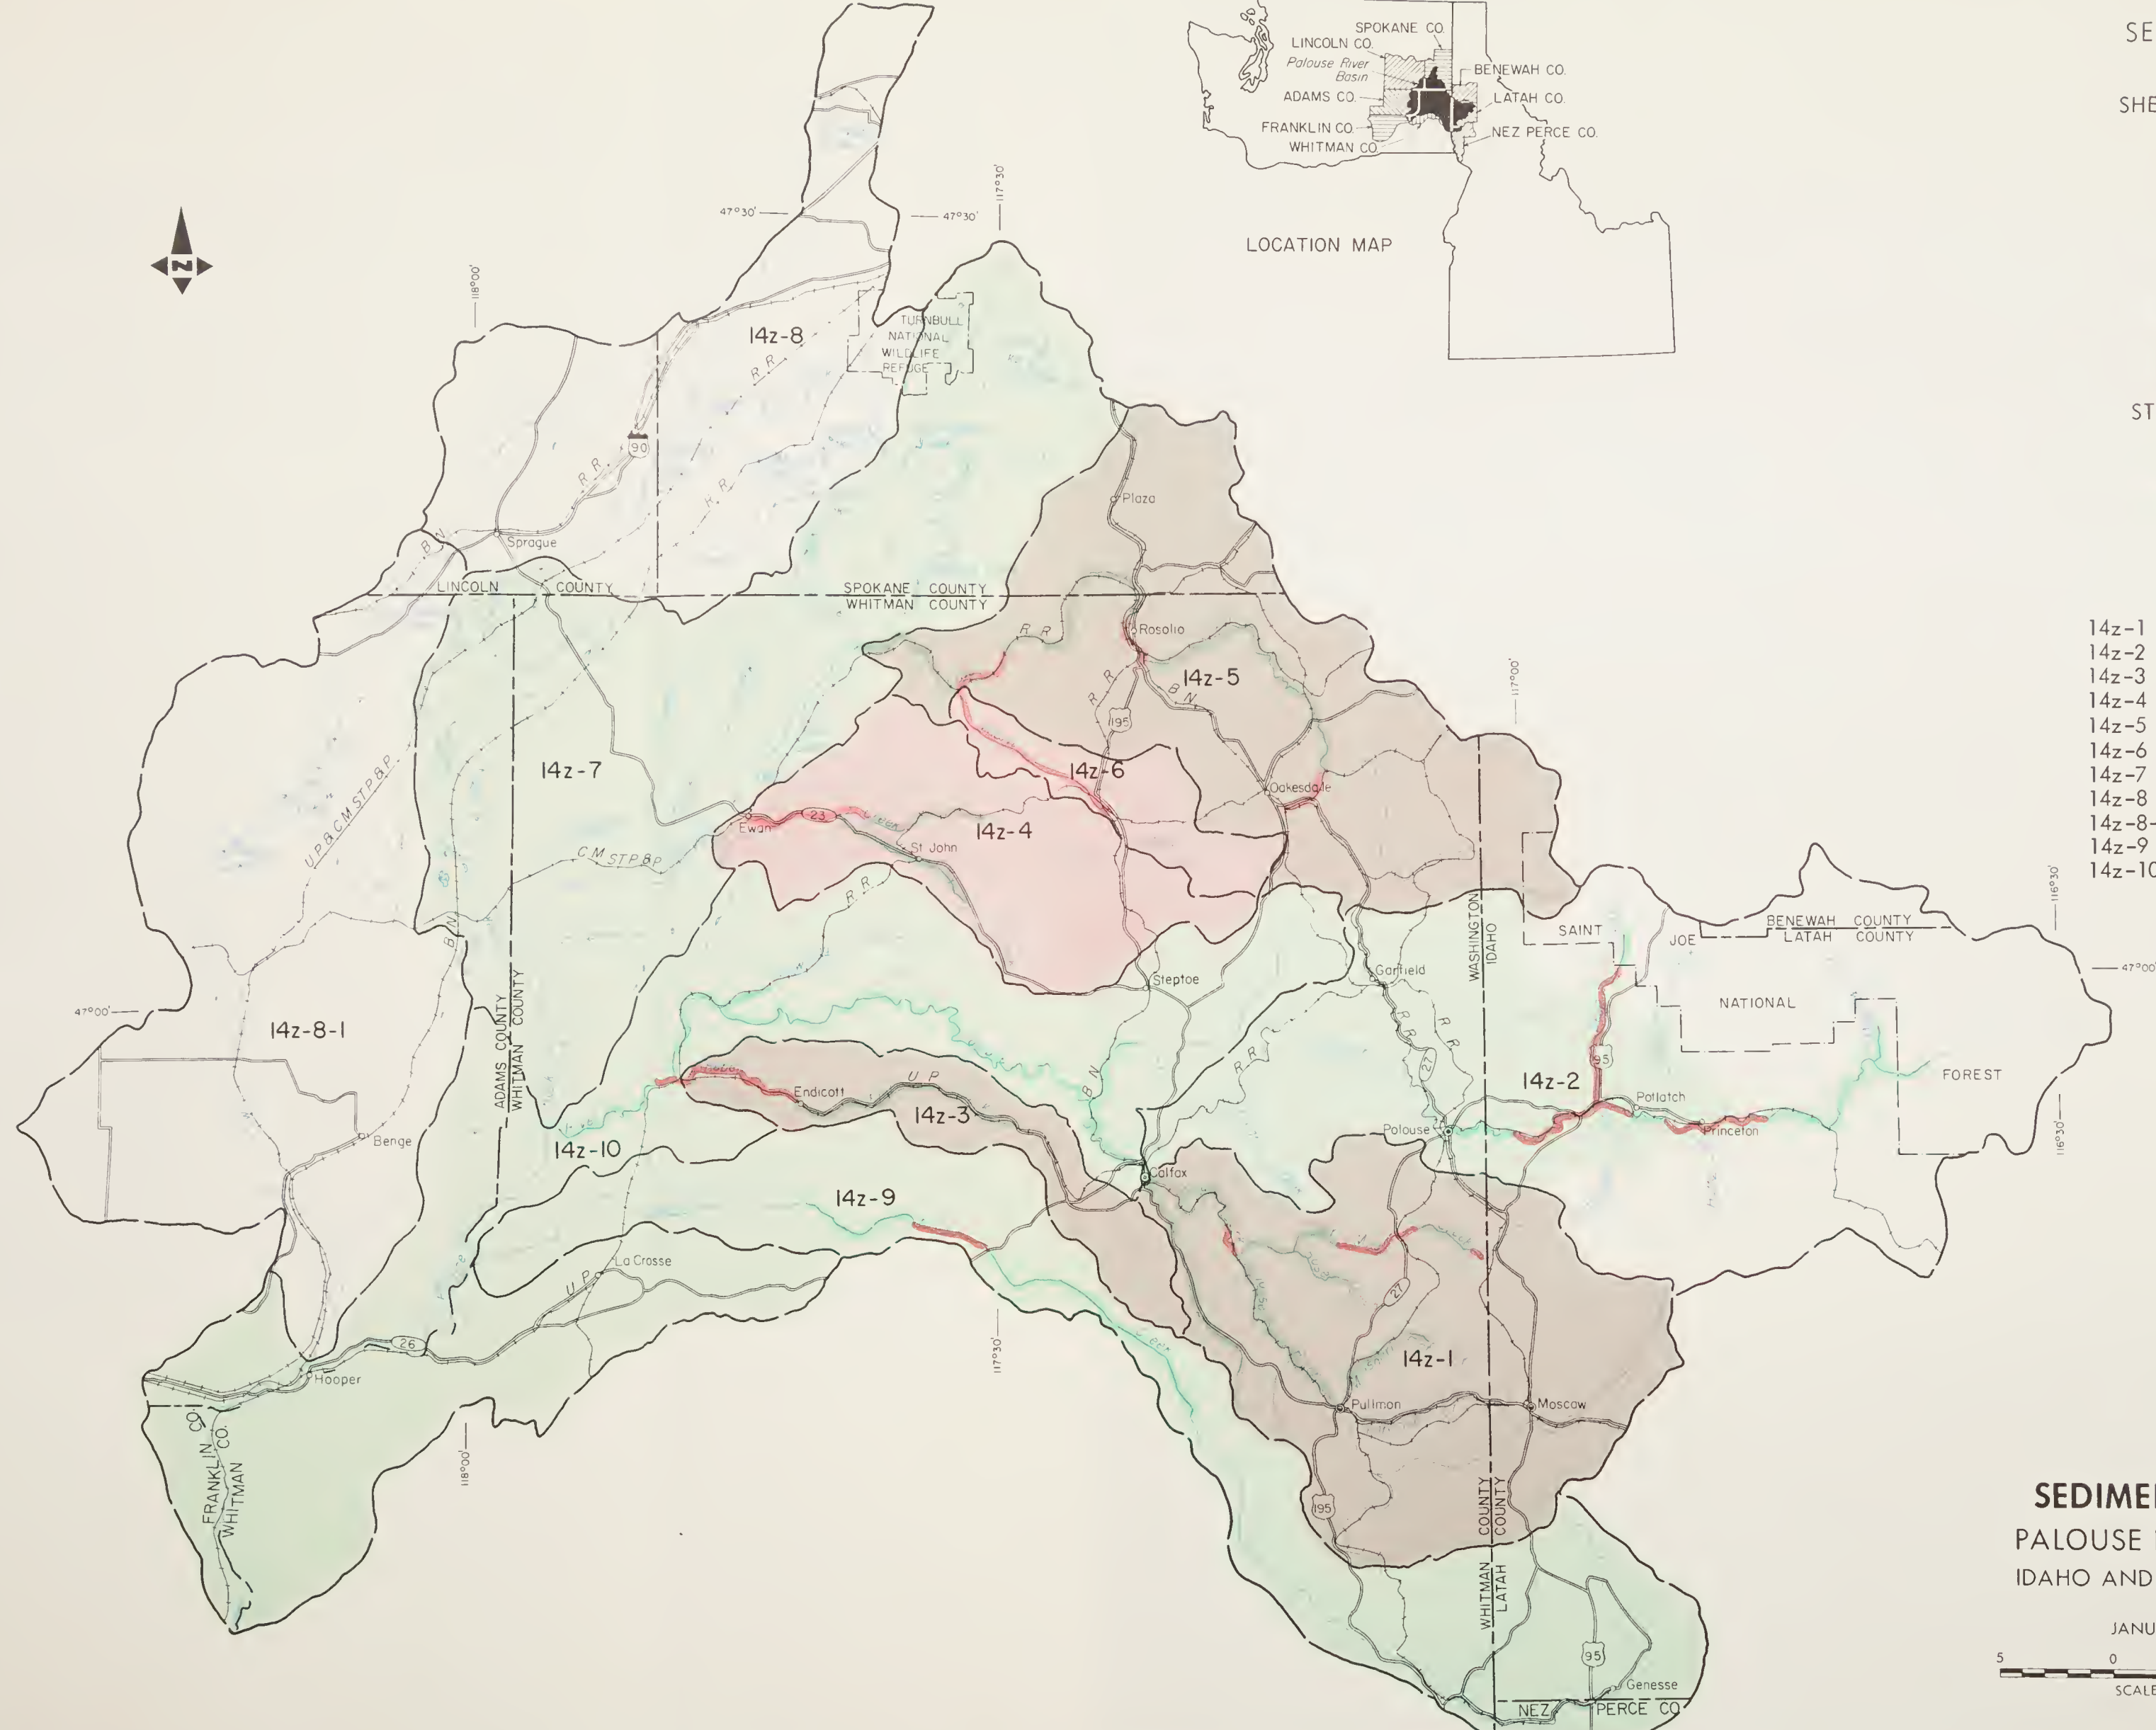 SPOKANE CO.
LINCOLN CO.
Palouse River
Basin
BENEWAH CO.
ADAMS CO.
LATAH CO.
FRANKLIN CO.
NEZ PERCE CO.
WHITMAN CO.
LOCATION MAP
SE
SHE
ST
N
117°30'
47°30'
47°30'
118°00'
14z-8
TURNBULL
NATIONAL
WILDLIFE
REFUGE
R R
90
R R
R R
Plaza
B N
Sprague
LINCOLN COUNTY
SPOKANE COUNTY
WHITMAN COUNTY
14z-1
14z-2
14z-3
14z-4
14z-5
14z-6
14z-7
14z-8
14z-8-
14z-9
14z-10
R R
Rosalia
14z-5
R R
B N
117°00'
195
UP&CMSTP&P
14z-7
14z-6
Oakesdale
23
Ewan
14z-4
CMSTP&P
St John
R R
B N
WASHINGTON
IDAHO
SAINT
JOE
BENEWAH COUNTY
LATAH COUNTY
116°30'
Garfield
47°00'
Steptoe
NATIONAL
47°00'
14z-8-1
ADAMS COUNTY
WHITMAN COUNTY
R R
R R
R R
27
95
FOREST
U P
14z-2
Endicott
B N
14z-3
Potlatch
Benge
Palouse
Princeton
116°30'
14z-10
Colfax
14z-9
La Crosse
U P
27
117°30'
Creek
26
14z-1
Hooper
Pullman
Moscow
FRANKLIN CO.
WHITMAN CO.
118°00'
195
WHITMAN COUNTY
LATAH COUNTY
SEDIME
PALOUSE
IDAHO AND
JANU
5 0
SCALE
95
Genesse
NEZ PERCE CO